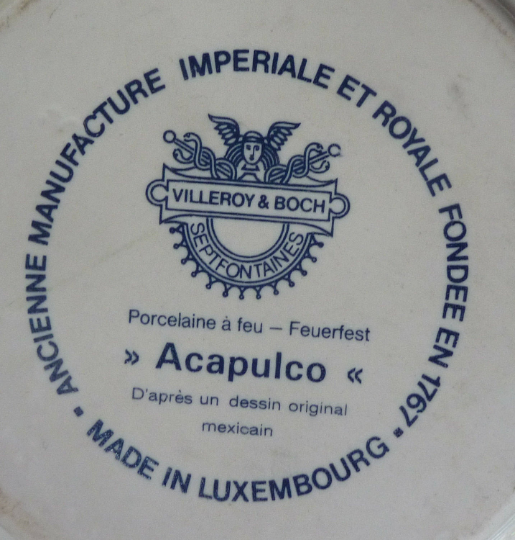 ANCIENNE MANUFACTURE IMPERIALE ET ROYALE FONDEE EN 1767
VILLEROY & BOCH
SEPTFONTAINES
Porcelaine à feu — Feuerfest
» Acapulco «
D'après un dessin original
mexicain
MADE IN LUXEMBOURG